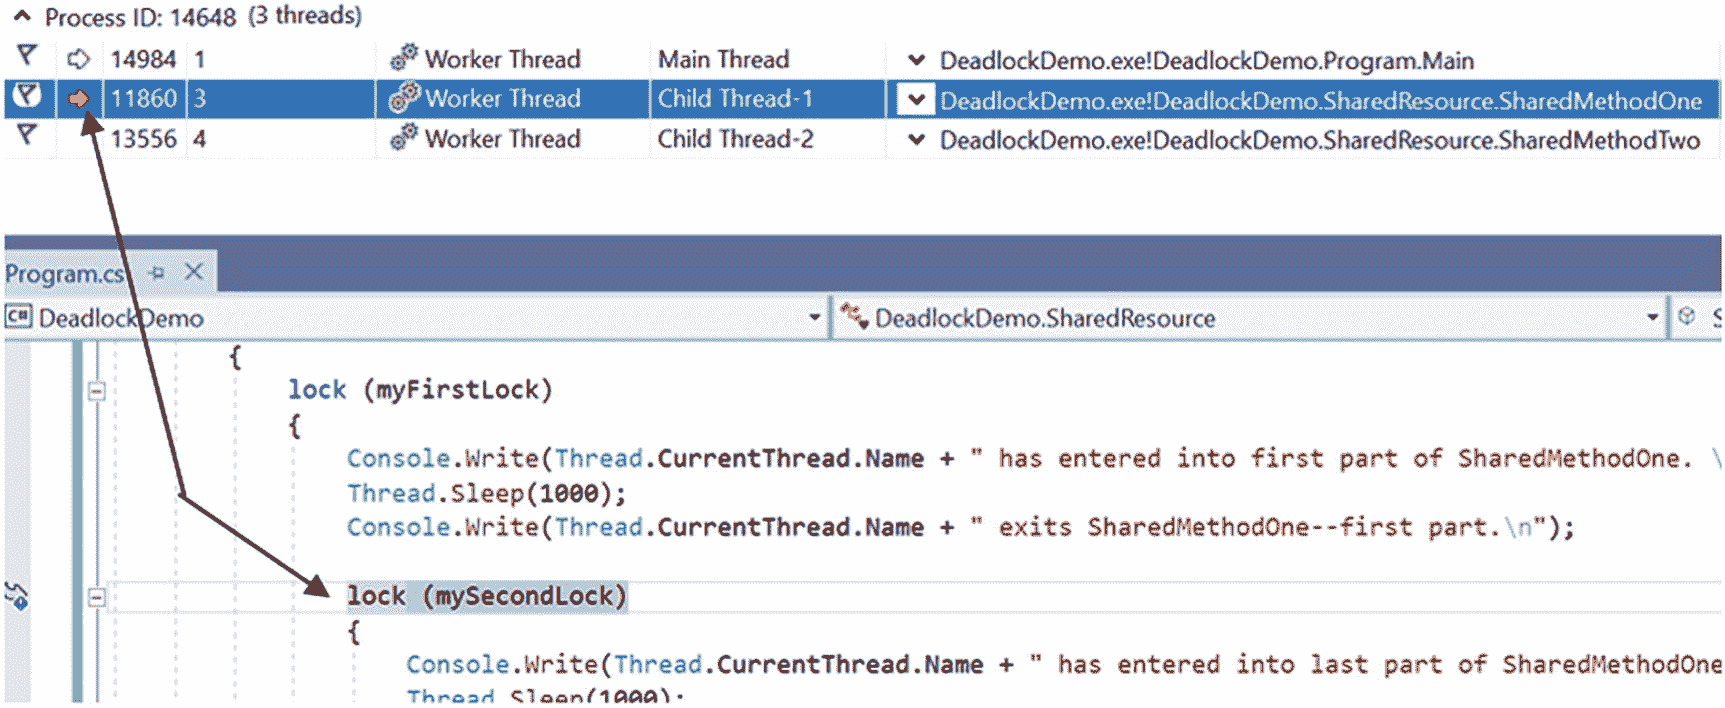 Process ID: 14648 (3 threads)
14984 1 Worker Thread Main Thread DeadlockDemo.exe!DeadlockDemo.Program.Main
11860 3 Worker Thread Child Thread-1 DeadlockDemo.exe!DeadlockDemo.SharedResource.SharedMethodOne
13556 4 Worker Thread Child Thread-2 DeadlockDemo.exe!DeadlockDemo.SharedResource.SharedMethodTwo
Program.cs
C# DeadlockDemo DeadlockDemo.SharedResource S
{
lock (myFirstLock)
{
Console.Write(Thread.CurrentThread.Name + " has entered into first part of SharedMethodOne. \
Thread.Sleep(1000);
Console.Write(Thread.CurrentThread.Name + " exits SharedMethodOne--first part.\n");
lock (mySecondLock)
{
Console.Write(Thread.CurrentThread.Name + " has entered into last part of SharedMethodOne
Thread.Sleep(1000);